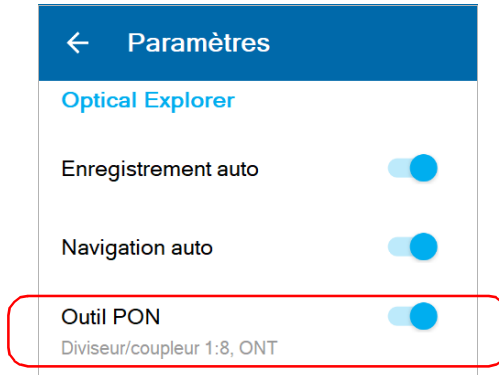 Paramètres
Optical Explorer
Enregistrement auto
Navigation auto
Outil PON
Diviseur/coupleur 1:8, ONT